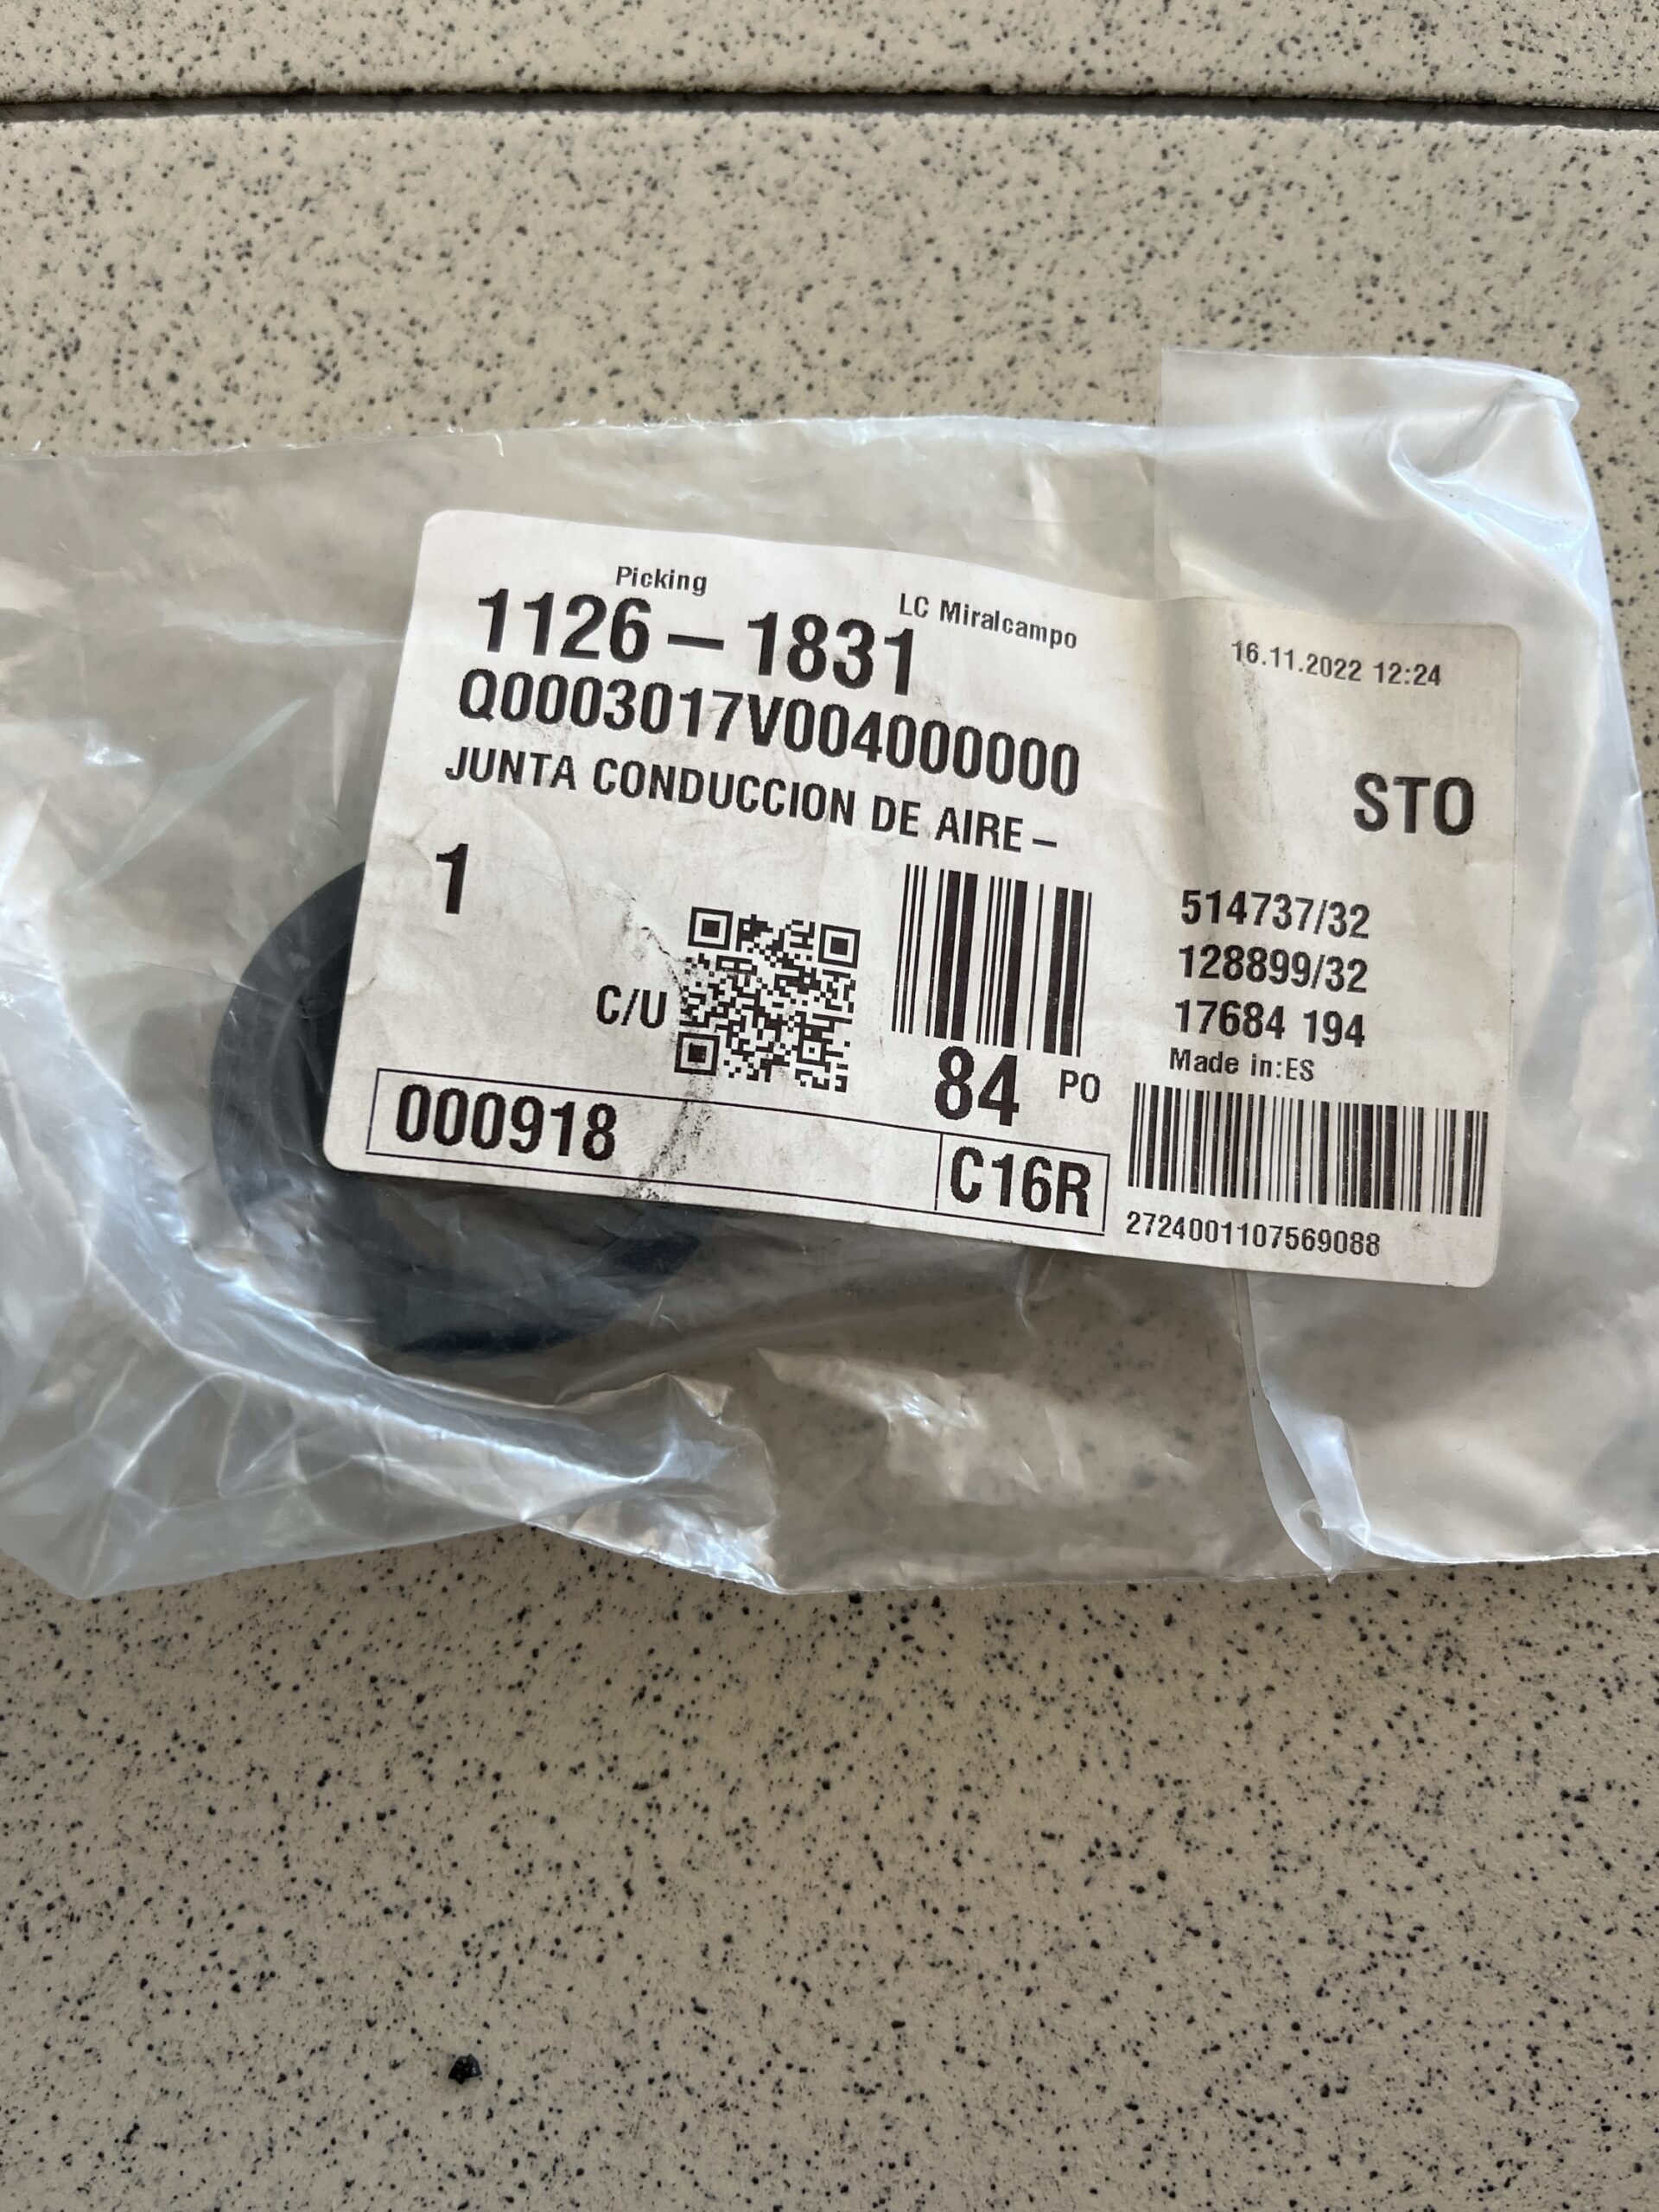 Picking
LC Miralcampo
1126 – 1831
16.11.2022 12:24
Q0003017V004000000
STO
JUNTA CONDUCCION DE AIRE –
1
514737/32
128899/32
C/U
17684 194
Made in:ES
84 PO
000918
C16R
2724001107569088